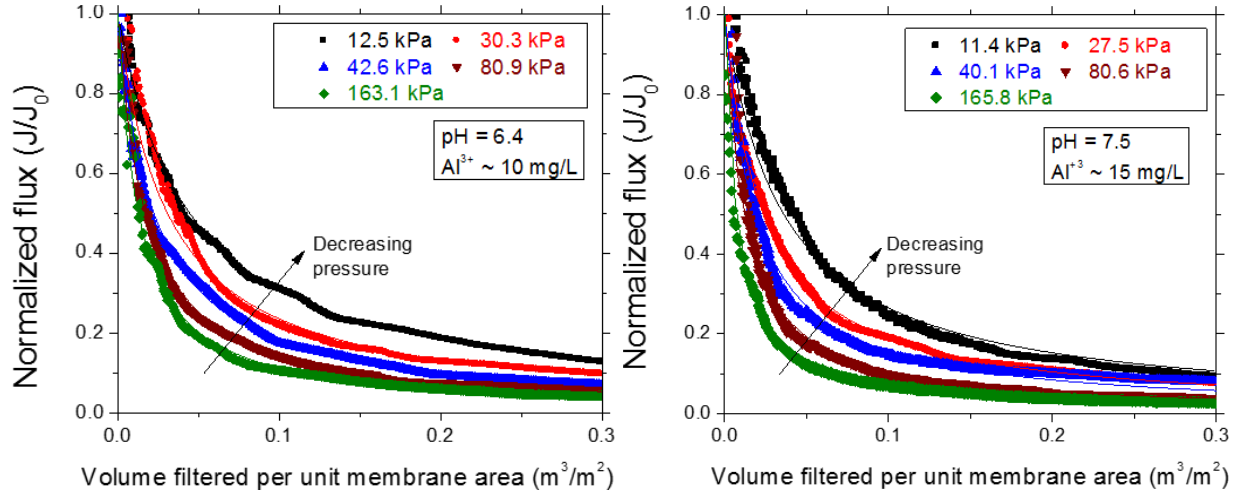 12.5 kPa 30.3 kPa
42.6 kPa 80.9 kPa
163.1 kPa
pH = 6.4
Al³⁺ ~ 10 mg/L
Decreasing
pressure
Normalized flux (J/J₀)
1.0
0.8
0.6
0.4
0.2
0.0
0.0 0.1 0.2 0.3
Volume filtered per unit membrane area (m³/m²)
11.4 kPa 27.5 kPa
40.1 kPa 80.6 kPa
165.8 kPa
pH = 7.5
Al⁺³ ~ 15 mg/L
Decreasing
pressure
Normalized flux (J/J₀)
1.0
0.8
0.6
0.4
0.2
0.0
0.0 0.1 0.2 0.3
Volume filtered per unit membrane area (m³/m²)